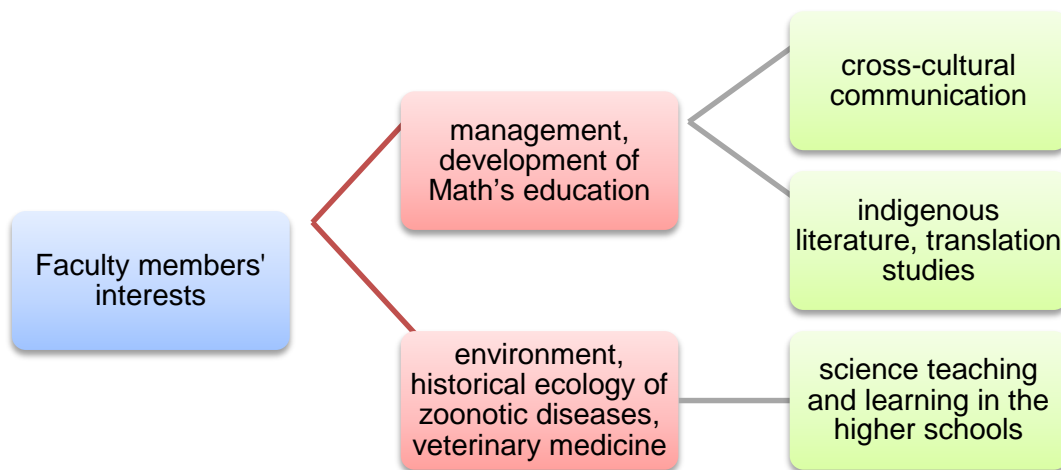 Faculty members'
interests
management,
development of
Math’s education
environment,
historical ecology of
zoonotic diseases,
veterinary medicine
cross-cultural
communication
indigenous
literature, translation
studies
science teaching
and learning in the
higher schools